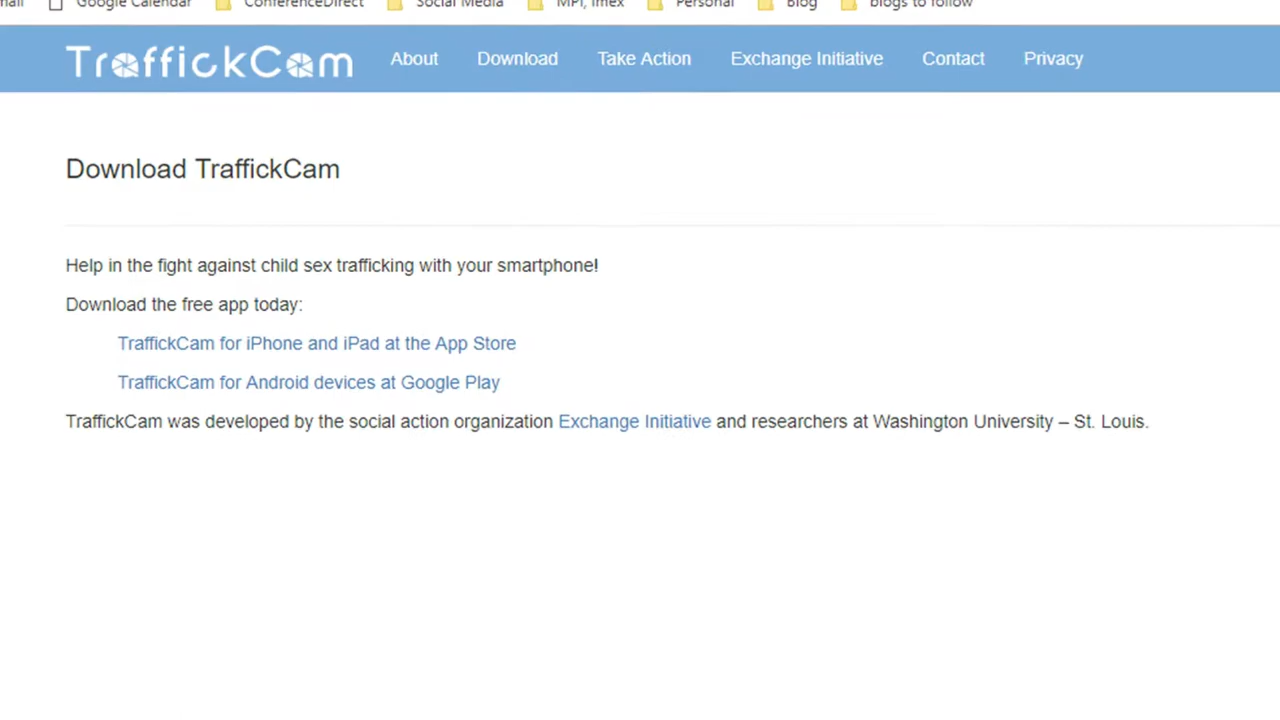 Google Calendar ConferenceDirect Social Media MPI, Imex Personal Blog blogs to follow
TraffickCam About Download Take Action Exchange Initiative Contact Privacy
Download TraffickCam
Help in the fight against child sex trafficking with your smartphone!
Download the free app today:
TraffickCam for iPhone and iPad at the App Store
TraffickCam for Android devices at Google Play
TraffickCam was developed by the social action organization Exchange Initiative and researchers at Washington University – St. Louis.